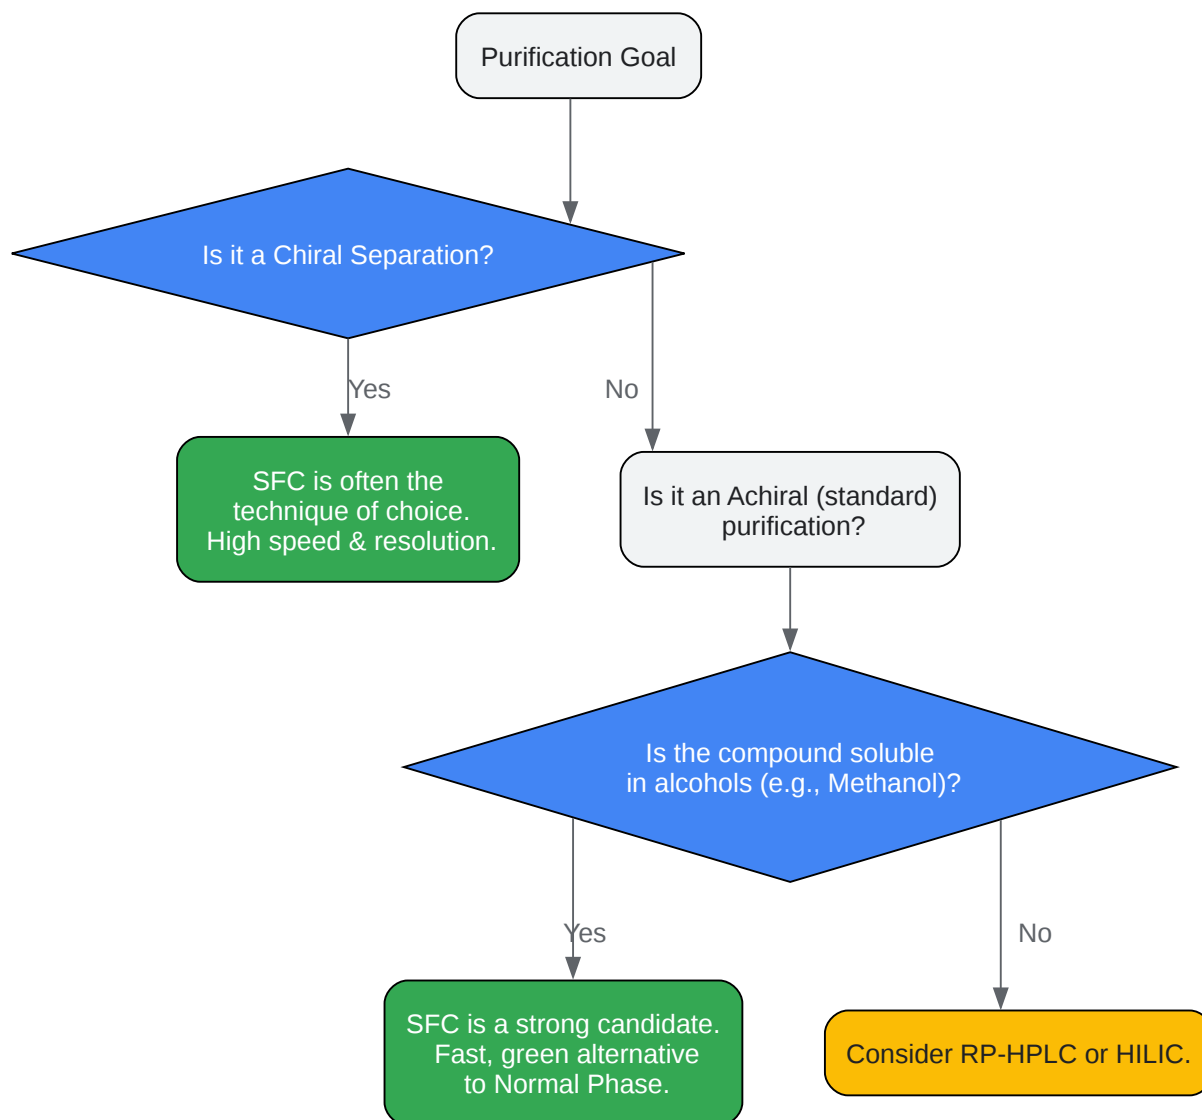 Purification Goal
Is it a Chiral Separation?
Yes
No
SFC is often the
technique of choice.
High speed & resolution.
Is it an Achiral (standard)
purification?
Is the compound soluble
in alcohols (e.g., Methanol)?
Yes
No
SFC is a strong candidate.
Fast, green alternative
to Normal Phase.
Consider RP-HPLC or HILIC.